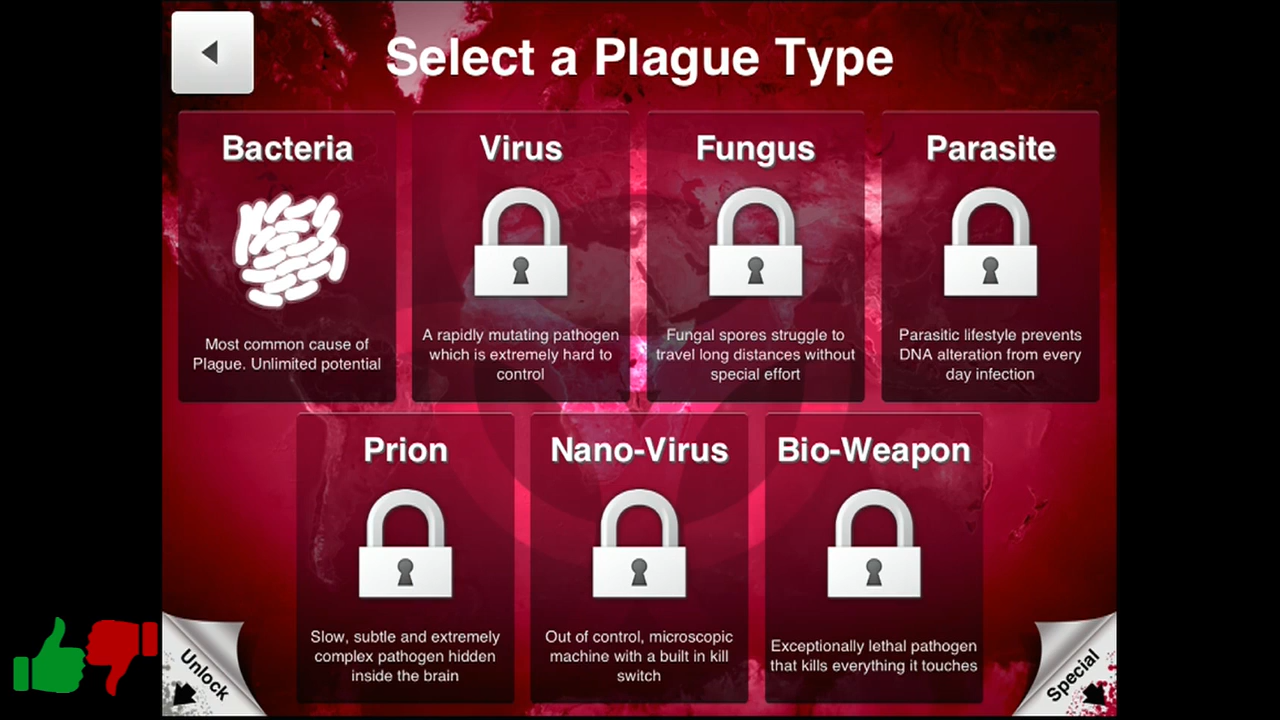 Select a Plague Type
Bacteria
Most common cause of
Plague. Unlimited potential
Virus
A rapidly mutating pathogen
which is extremely hard to
control
Fungus
Fungal spores struggle to
travel long distances without
special effort
Parasite
Parasitic lifestyle prevents
DNA alteration from every
day infection
Prion
Slow, subtle and extremely
complex pathogen hidden
inside the brain
Nano-Virus
Out of control, microscopic
machine with a built in kill
switch
Bio-Weapon
Exceptionally lethal pathogen
that kills everything it touches
Unlock
Special